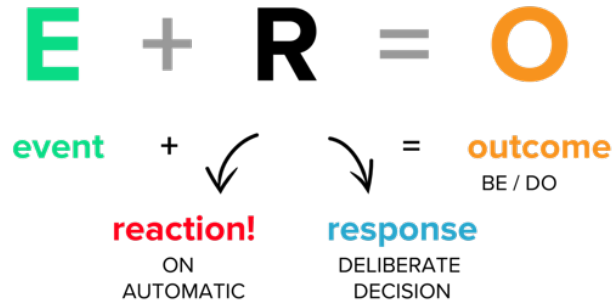 E + R = O
event + = outcome
BE / DO
reaction! response
ON DELIBERATE
AUTOMATIC DECISION